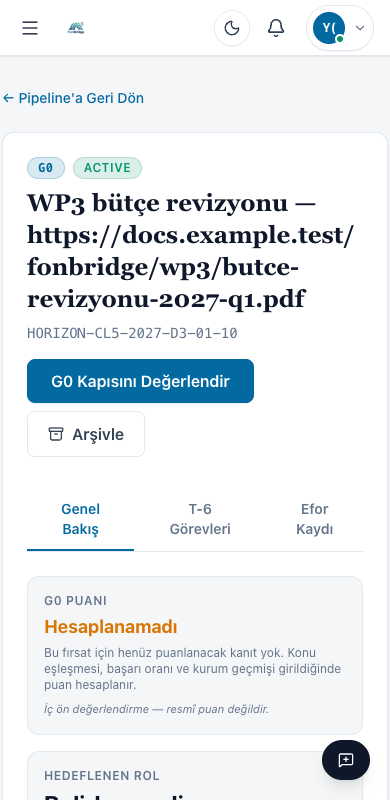 Y(
← Pipeline'a Geri Dön
G0 ACTIVE
WP3 bütçe revizyonu —
https://docs.example.test/
fonbridge/wp3/butce-
revizyonu-2027-q1.pdf
HORIZON-CL5-2027-D3-01-10
G0 Kapısını Değerlendir
Arşivle
Genel
Bakış
T-6
Görevleri
Efor
Kaydı
G0 PUANI
Hesaplanamadı
Bu fırsat için henüz puanlanacak kanıt yok. Konu
eşleşmesi, başarı oranı ve kurum geçmişi girildiğinde
puan hesaplanır.
İç ön değerlendirme — resmî puan değildir.
HEDEFLENEN ROL